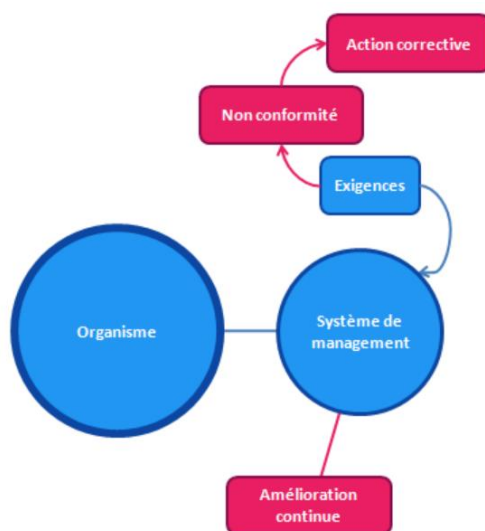 Action corrective
Non conformité
Exigences
Organisme
Système de
management
Amélioration
continue